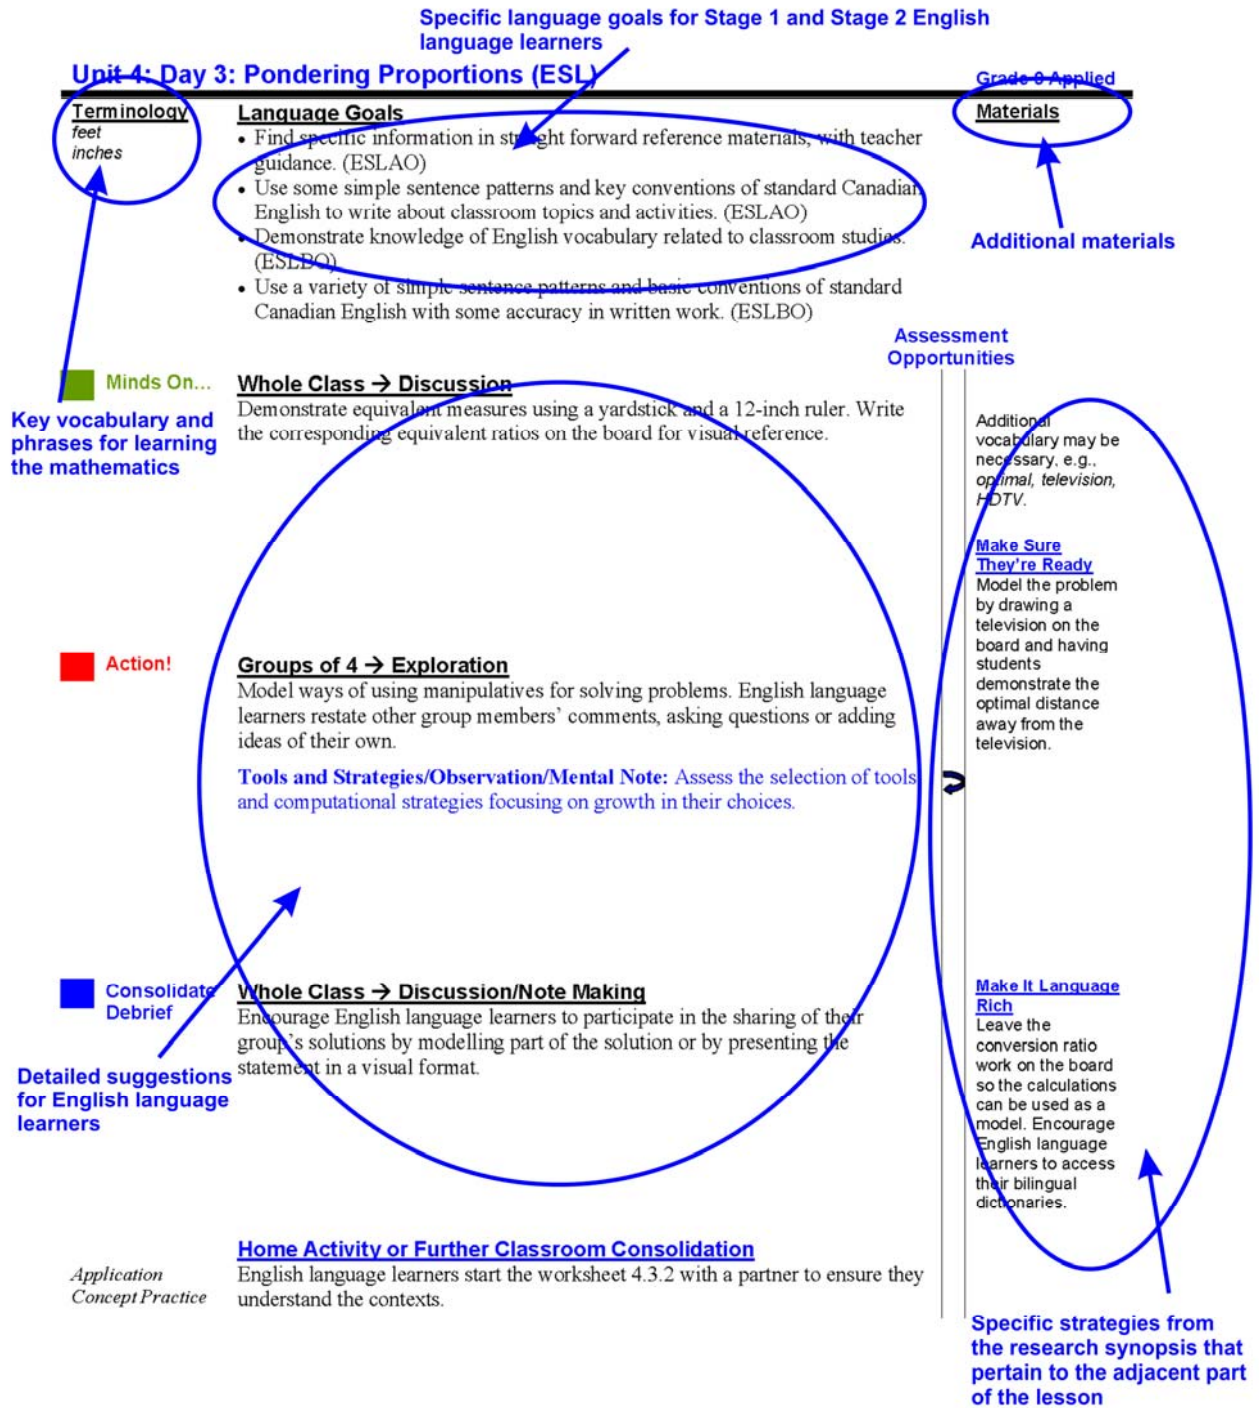 Specific language goals for Stage 1 and Stage 2 English
language learners
Unit 4: Day 3: Pondering Proportions (ESL)
Grade 9 Applied
Terminology
feet
inches
Language Goals
• Find specific information in straight forward reference materials, with teacher
guidance. (ESLAO)
• Use some simple sentence patterns and key conventions of standard Canadian
English to write about classroom topics and activities. (ESLAO)
• Demonstrate knowledge of English vocabulary related to classroom studies.
(ESLBO)
• Use a variety of simple sentence patterns and basic conventions of standard
Canadian English with some accuracy in written work. (ESLBO)
Materials
Additional materials
Assessment
Opportunities
Minds On...
Key vocabulary and
phrases for learning
the mathematics
Whole Class → Discussion
Demonstrate equivalent measures using a yardstick and a 12-inch ruler. Write
the corresponding equivalent ratios on the board for visual reference.
Additional
vocabulary may be
necessary, e.g.,
optimal, television,
HDTV.
Make Sure
They're Ready
Model the problem
by drawing a
television on the
board and having
students
demonstrate the
optimal distance
away from the
television.
Action!
Groups of 4 → Exploration
Model ways of using manipulatives for solving problems. English language
learners restate other group members' comments, asking questions or adding
ideas of their own.
Tools and Strategies/Observation/Mental Note: Assess the selection of tools
and computational strategies focusing on growth in their choices.
Consolidate
Debrief
Whole Class → Discussion/Note Making
Encourage English language learners to participate in the sharing of their
group's solutions by modelling part of the solution or by presenting the
statement in a visual format.
Detailed suggestions
for English language
learners
Make It Language
Rich
Leave the
conversion ratio
work on the board
so the calculations
can be used as a
model. Encourage
English language
learners to access
their bilingual
dictionaries.
Application
Concept Practice
Home Activity or Further Classroom Consolidation
English language learners start the worksheet 4.3.2 with a partner to ensure they
understand the contexts.
Specific strategies from
the research synopsis that
pertain to the adjacent part
of the lesson